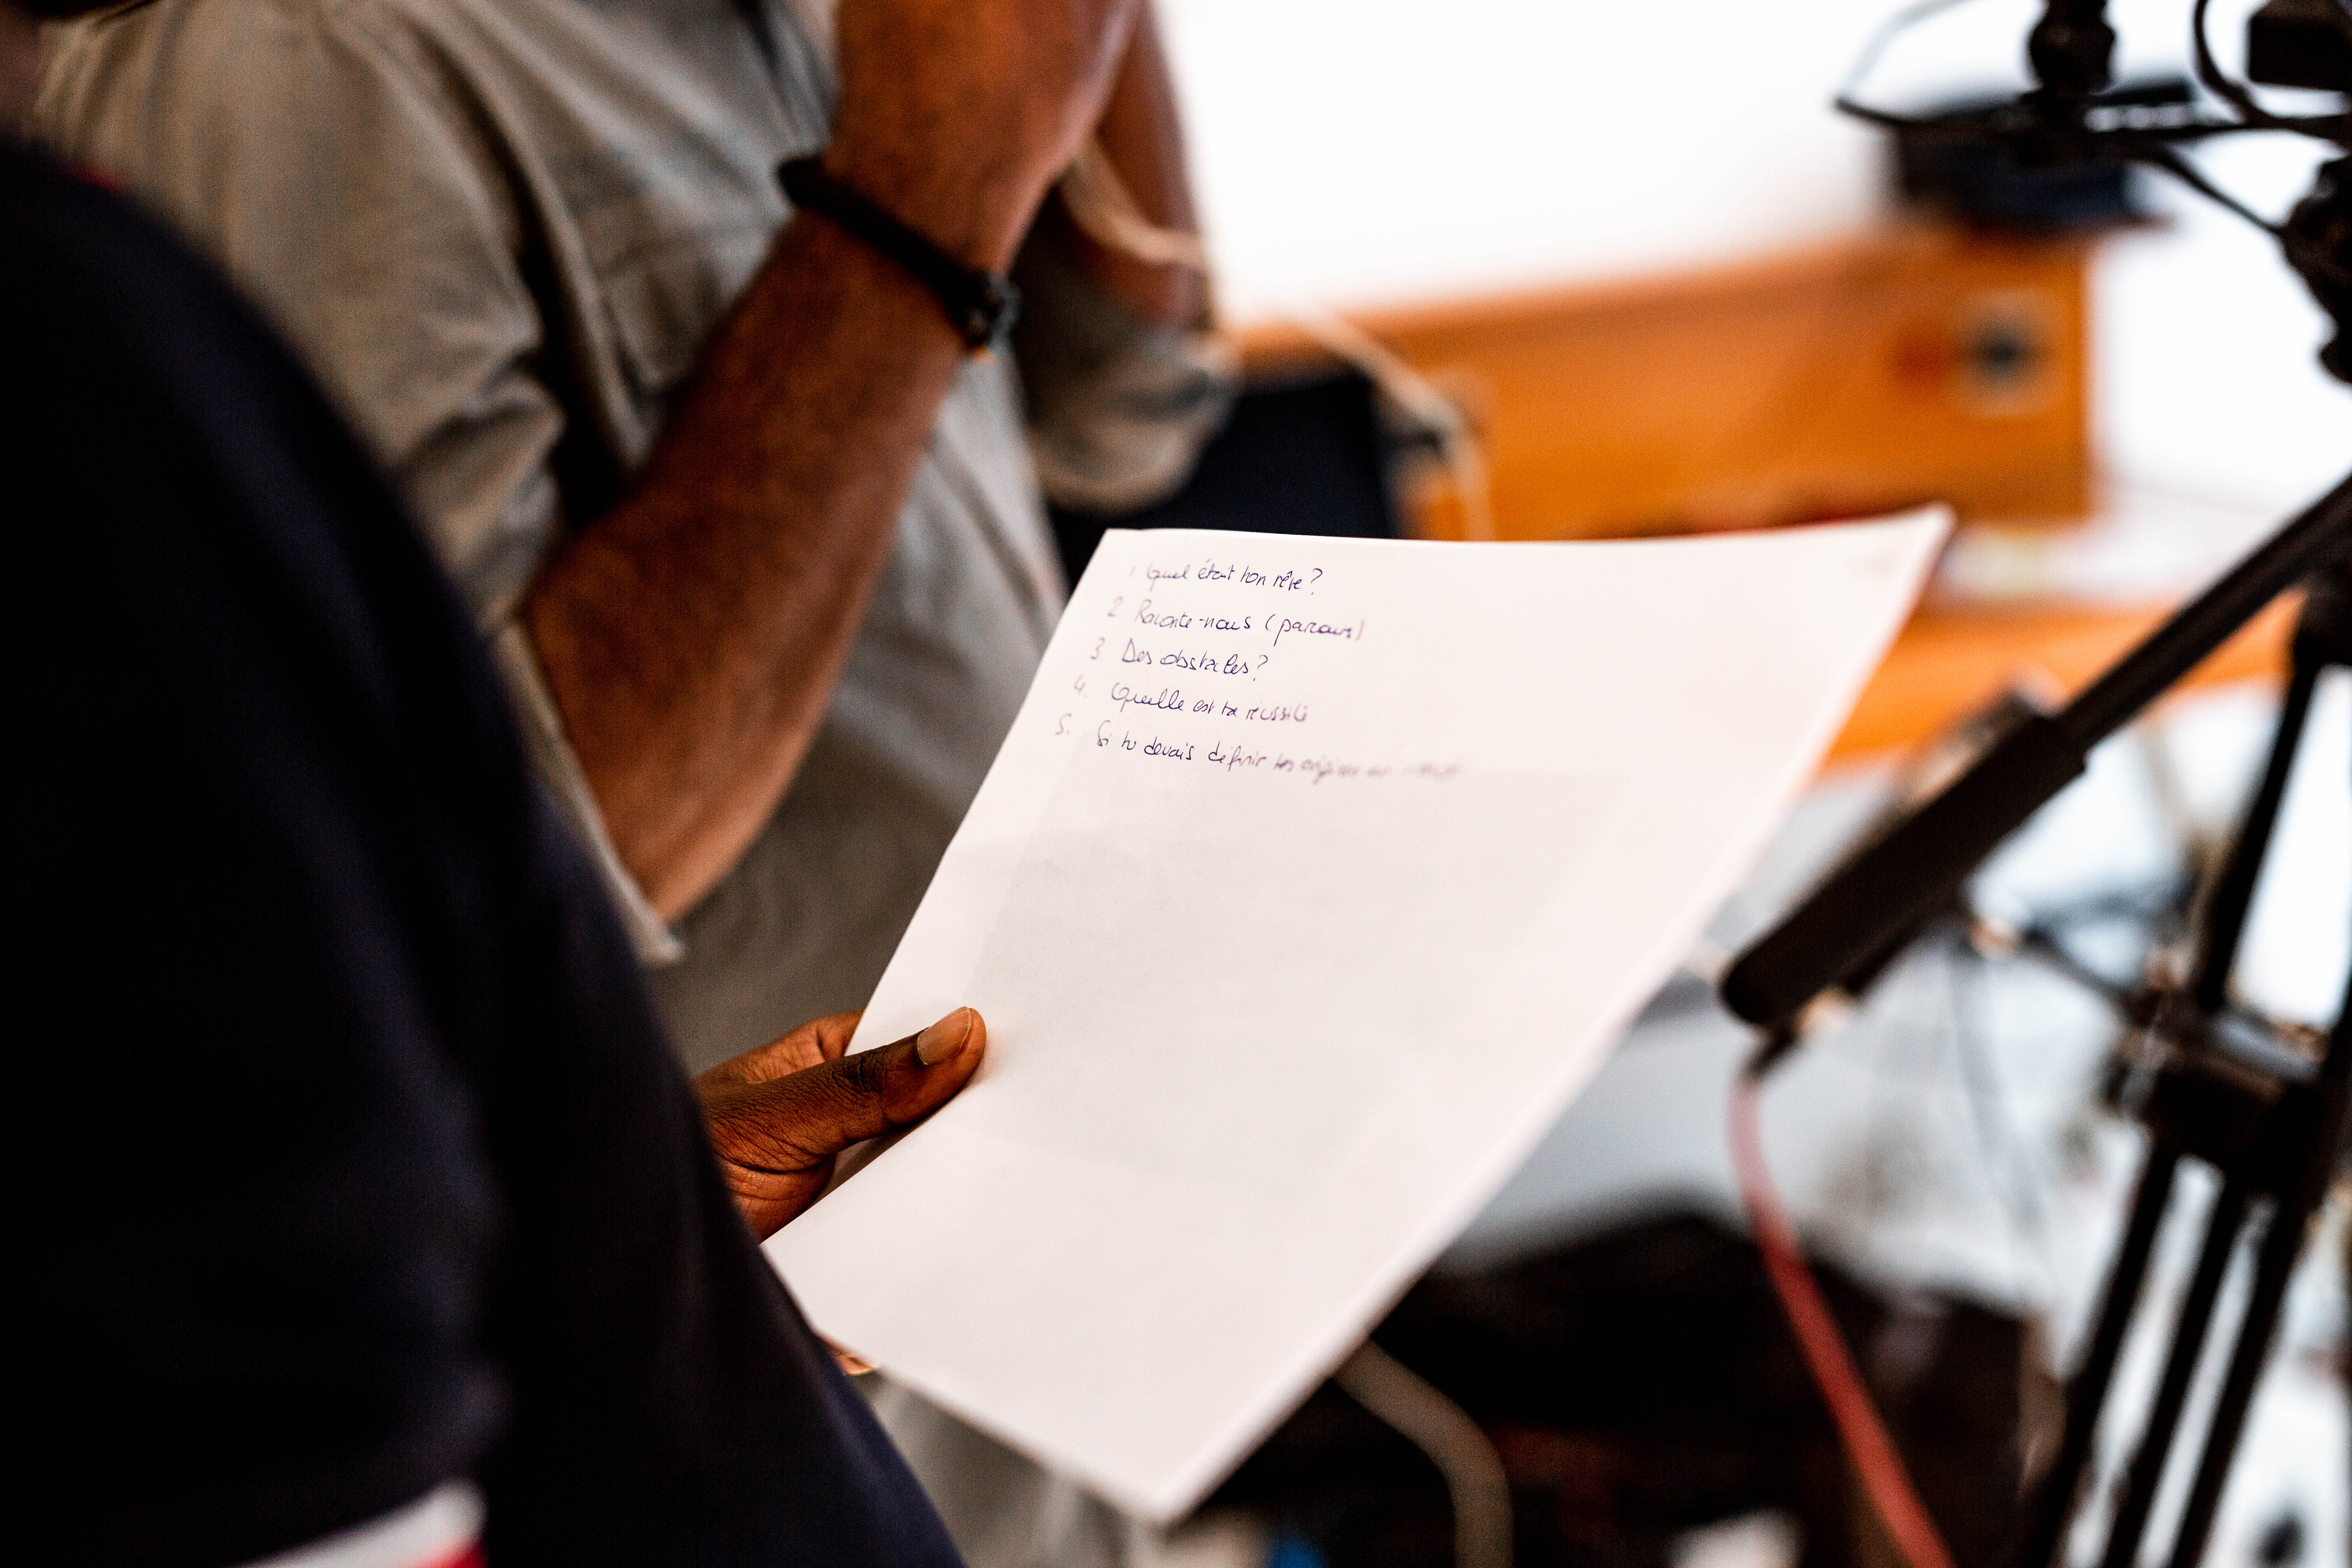 1 Quel était ton rêve ?
2. Raconte-nous (parcours)
3. Des obstacles ?
4. Quelle est ta réussite
5. Si tu devais définir tes origines en